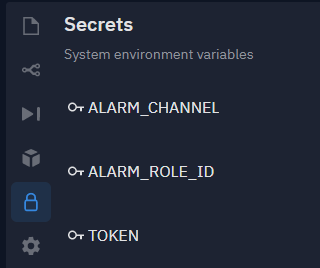 Secrets
System environment variables
ALARM_CHANNEL
ALARM_ROLE_ID
TOKEN